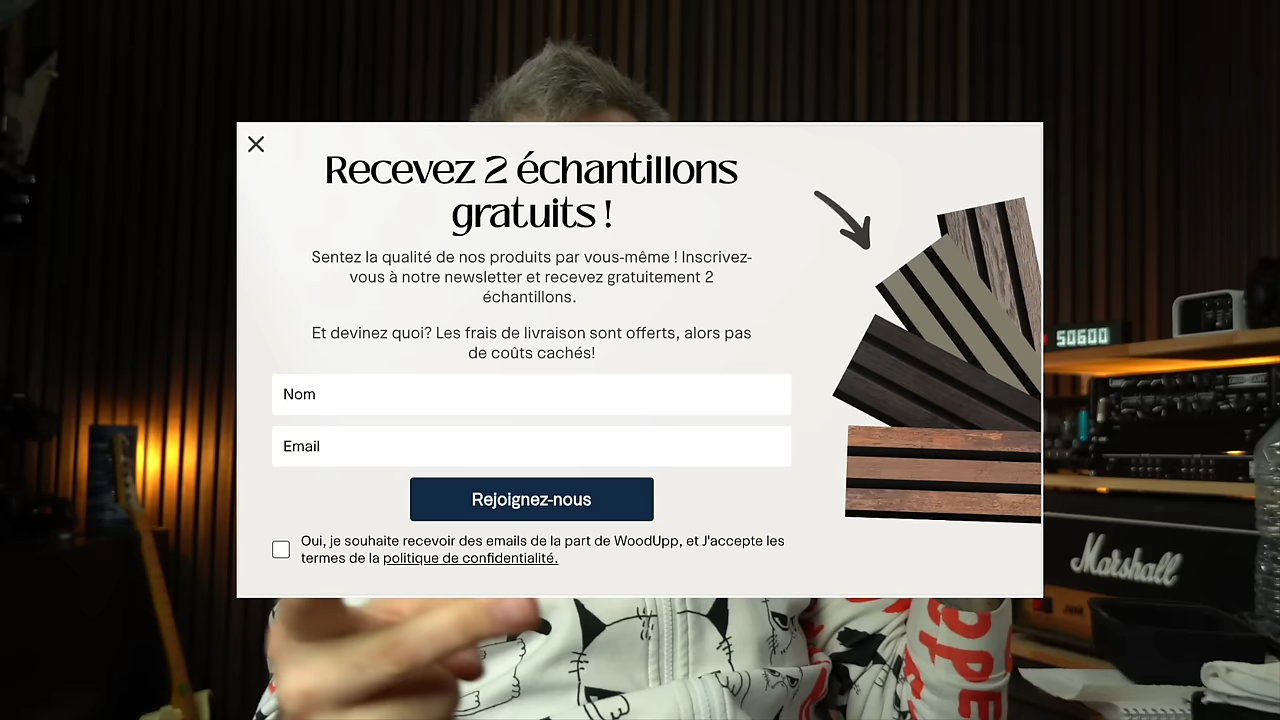 Recevez 2 échantillons
gratuits !
Sentez la qualité de nos produits par vous-même ! Inscrivez-
vous à notre newsletter et recevez gratuitement 2
échantillons.
Et devinez quoi? Les frais de livraison sont offerts, alors pas
de coûts cachés!
Nom
Email
Rejoignez-nous
Oui, je souhaite recevoir des emails de la part de WoodUpp, et J'accepte les
termes de la politique de confidentialité.
50600
Marshall